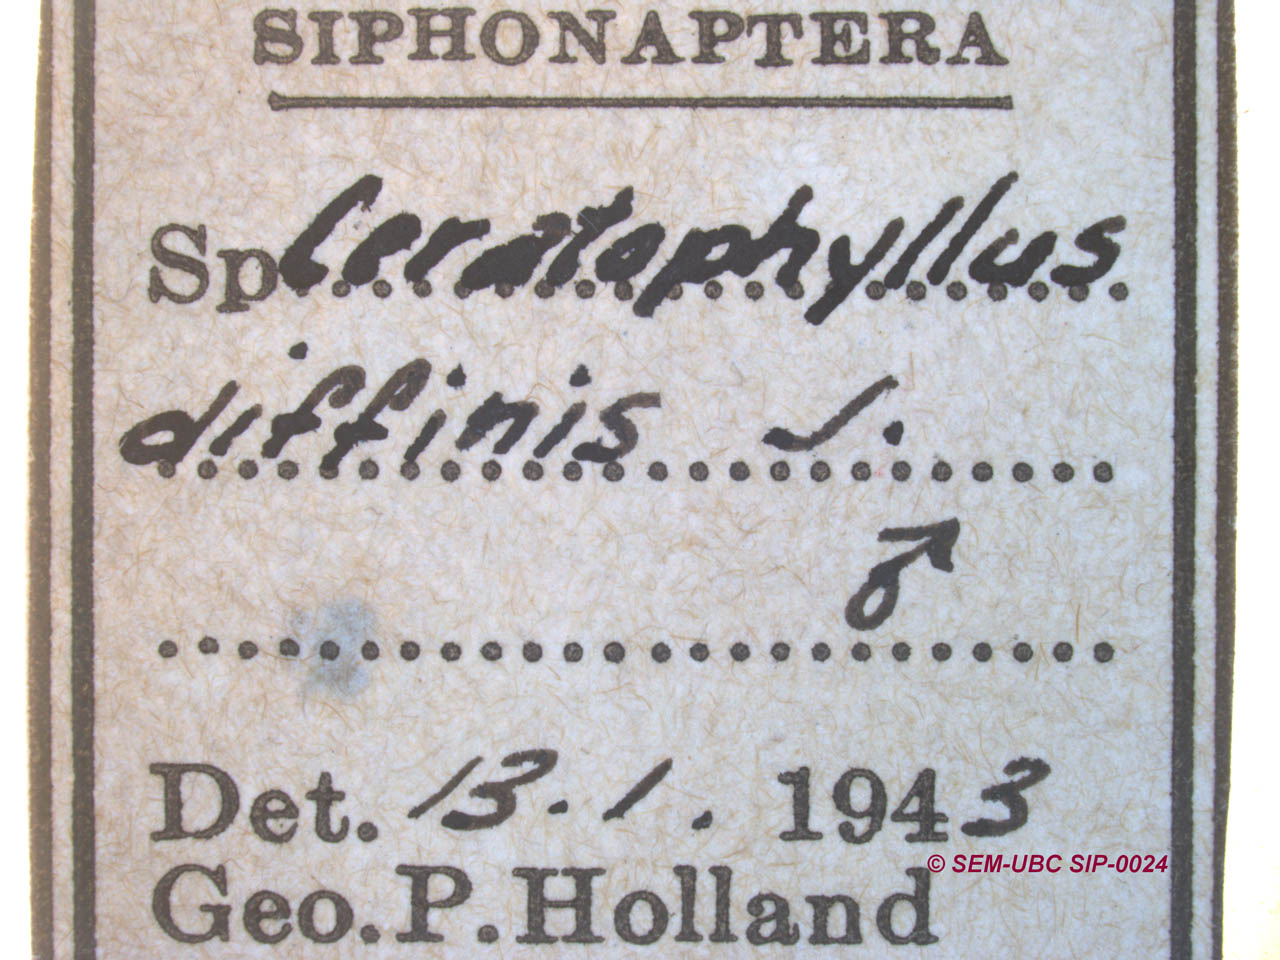 SIPHONAPTERA
Sp. Ceratophyllus
diffinis J.
♂
Det. 13.1. 1943
© SEM-UBC SIP-0024
Geo. P. Holland